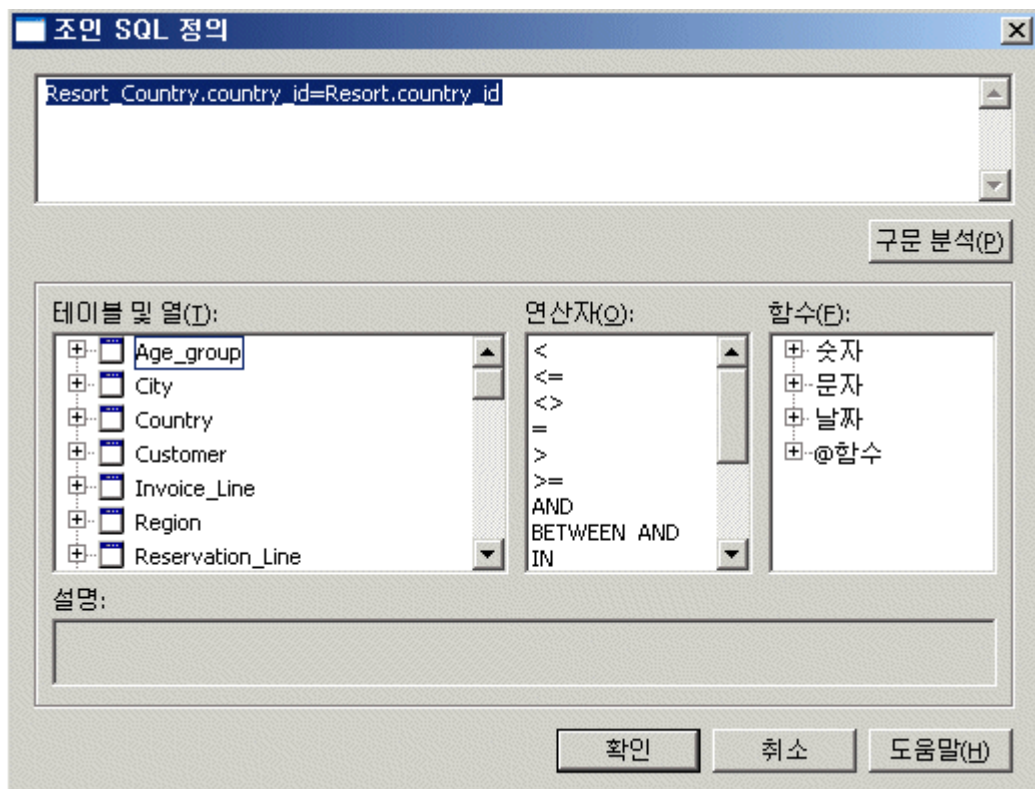 조인 SQL 정의
Resort_Country.country_id=Resort.country_id
구문 분석(P)
테이블 및 열(T):
Age_group
City
Country
Customer
Invoice_Line
Region
Reservation_Line
연산자(O):
<
<=
<>
=
>
>=
AND
BETWEEN AND
IN
함수(F):
숫자
문자
날짜
@함수
설명:
확인
취소
도움말(H)